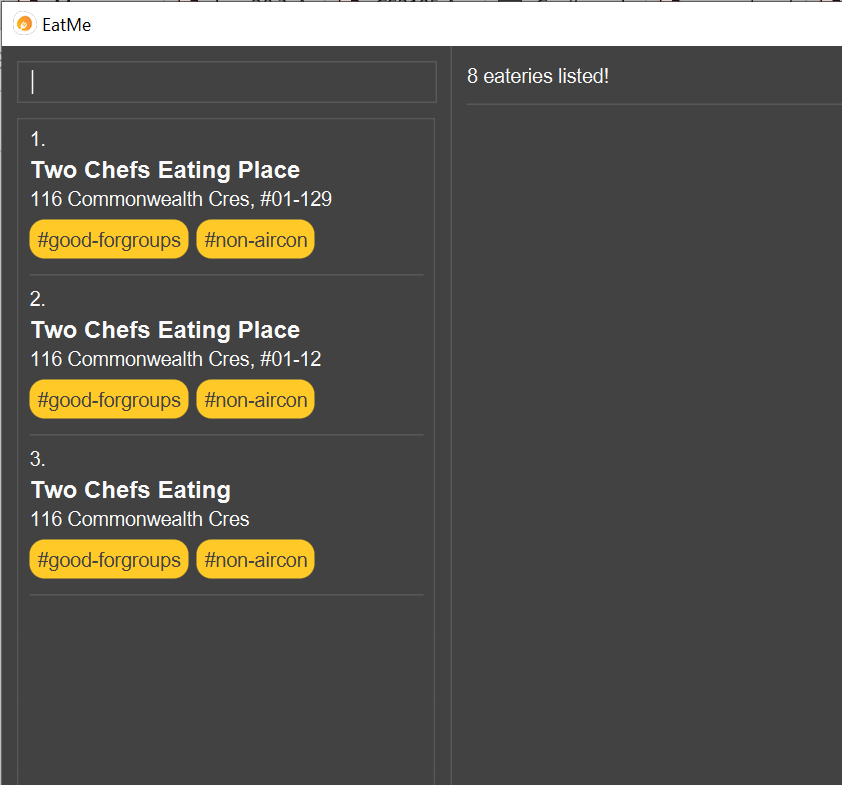 EatMe
8 eateries listed!
1.
Two Chefs Eating Place
116 Commonwealth Cres, #01-129
#good-forgroups #non-aircon
2.
Two Chefs Eating Place
116 Commonwealth Cres, #01-12
#good-forgroups #non-aircon
3.
Two Chefs Eating
116 Commonwealth Cres
#good-forgroups #non-aircon